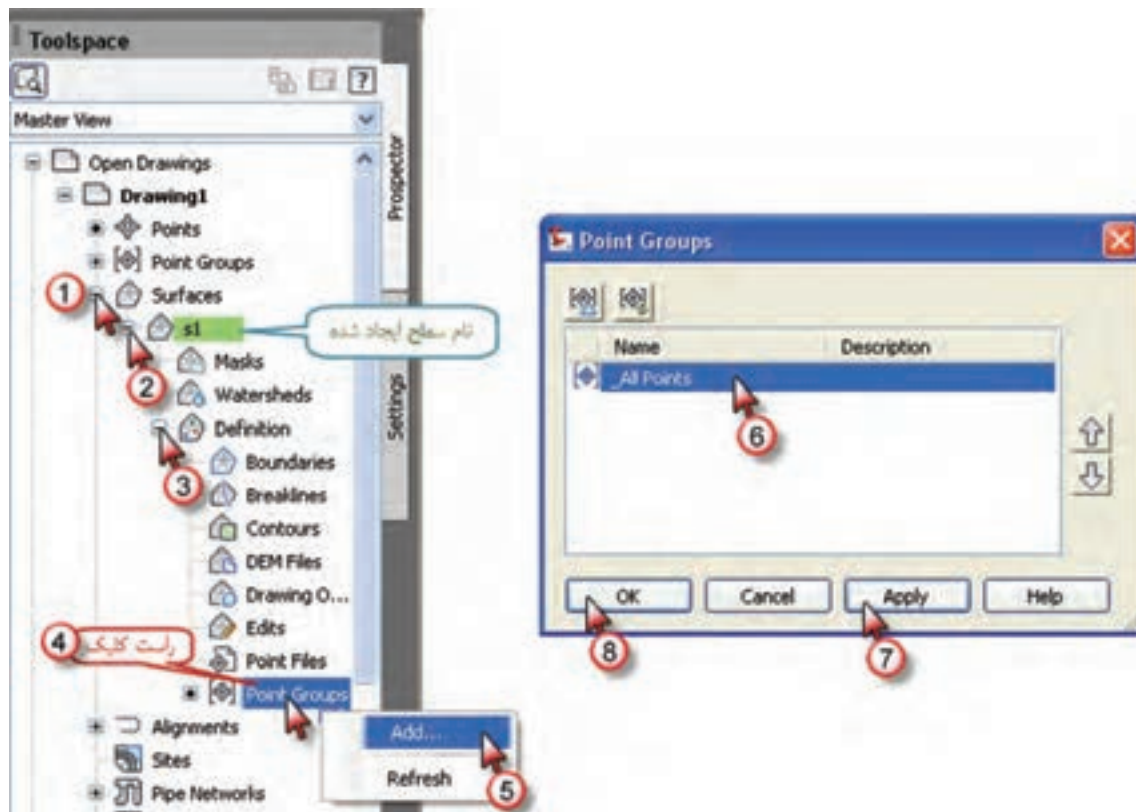 Toolspace
?
Master View
Open Drawings
Drawing1
Points
Point Groups
1
Surfaces
s1
نام سطح ایجاد شده
2
Masks
Watersheds
Definition
3
Boundaries
Breaklines
Contours
DEM Files
Drawing O...
Edits
4
راست کلیک
Point Files
Point Groups
Alignments
Sites
Pipe Networks
Add...
5
Refresh
Prospector
Settings
Point Groups
Name Description
_All Points
6
OK Cancel Apply Help
8 7